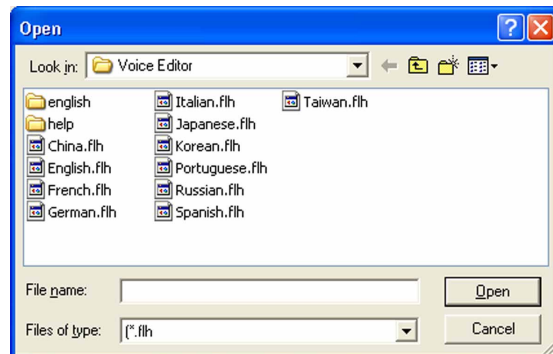 Open
Look in: Voice Editor
english
help
China.flh
English.flh
French.flh
German.flh
Italian.flh
Japanese.flh
Korean.flh
Portuguese.flh
Russian.flh
Spanish.flh
Taiwan.flh
File name:
Open
Files of type: (*.flh
Cancel